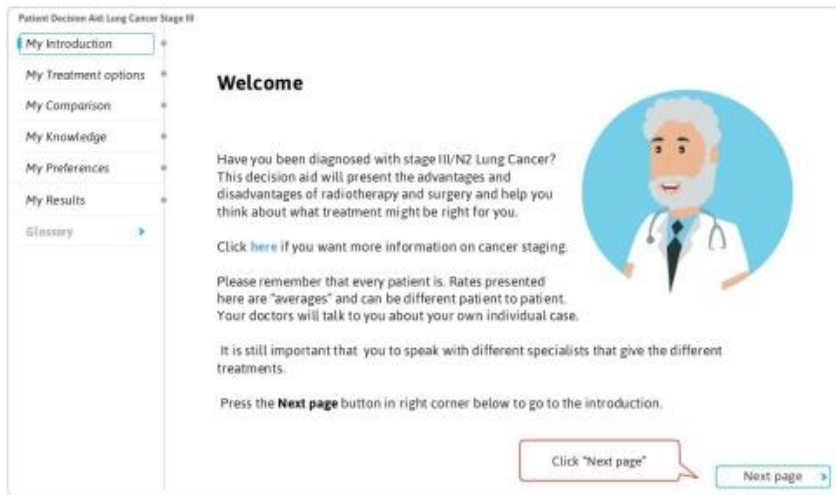 Patient Decision Aid: Lung Cancer Stage III
My Introduction
My Treatment options
My Comparison
My Knowledge
My Preferences
My Results
Glossary
Welcome
Have you been diagnosed with stage III/N2 Lung Cancer?
This decision aid will present the advantages and
disadvantages of radiotherapy and surgery and help you
think about what treatment might be right for you.
Click here if you want more information on cancer staging.
Please remember that every patient is. Rates presented
here are "averages" and can be different patient to patient.
Your doctors will talk to you about your own individual case.
It is still important that you to speak with different specialists that give the different
treatments.
Press the Next page button in right corner below to go to the introduction.
Click "Next page"
Next page